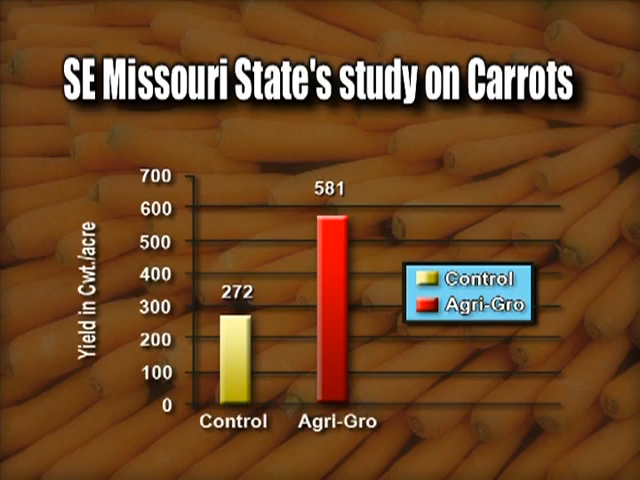 SE Missouri State's study on Carrots
Yield in Cwt./acre
700
600
500
400
300
200
100
0
272
581
Control
Agri-Gro
Control
Agri-Gro